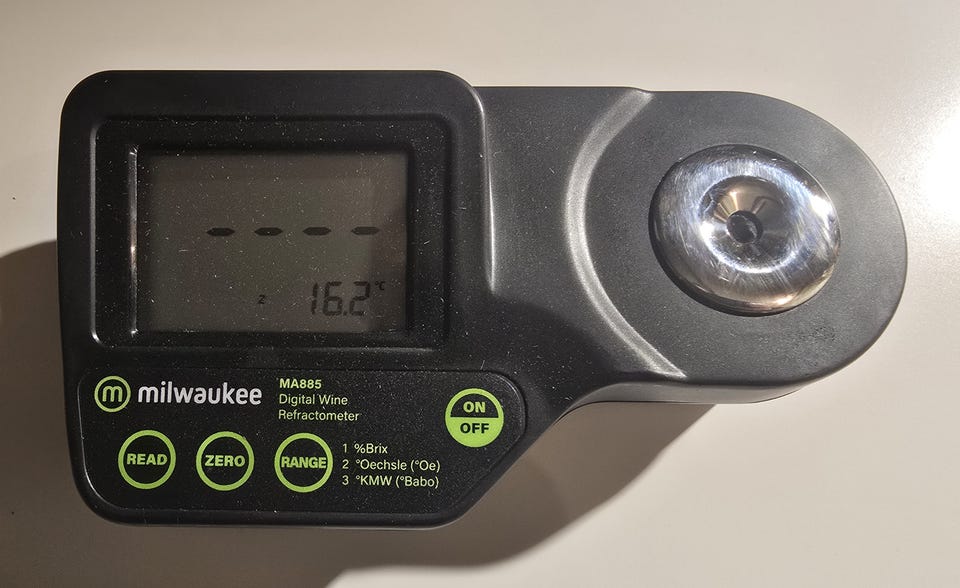 - - - -
2 16.2°C
m milwaukee
MA885
Digital Wine
Refractometer
ON
OFF
READ
ZERO
RANGE
1 %Brix
2 °Oechsle (°Oe)
3 °KMW (°Babo)